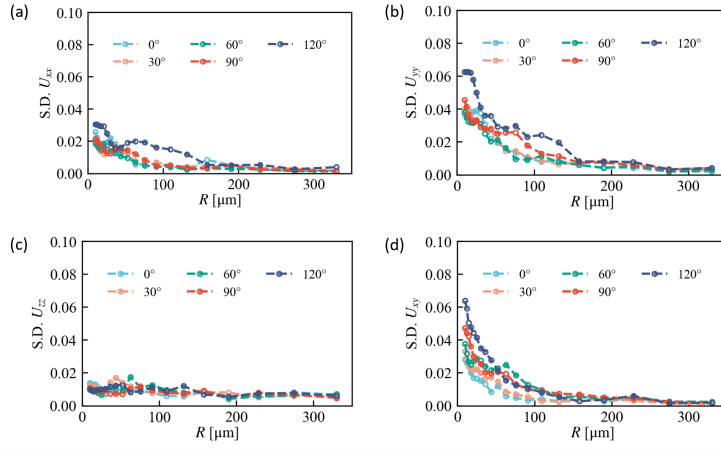 (a)
0.10
0.08
0.06
0.04
0.02
0.00
S.D. Uxx
0° 60° 120°
30° 90°
0 100 200 300
R [μm]
(b)
0.10
0.08
0.06
0.04
0.02
0.00
S.D. Uyy
0° 60° 120°
30° 90°
0 100 200 300
R [μm]
(c)
0.10
0.08
0.06
0.04
0.02
0.00
S.D. Uzz
0° 60° 120°
30° 90°
0 100 200 300
R [μm]
(d)
0.10
0.08
0.06
0.04
0.02
0.00
S.D. Uxy
0° 60° 120°
30° 90°
0 100 200 300
R [μm]